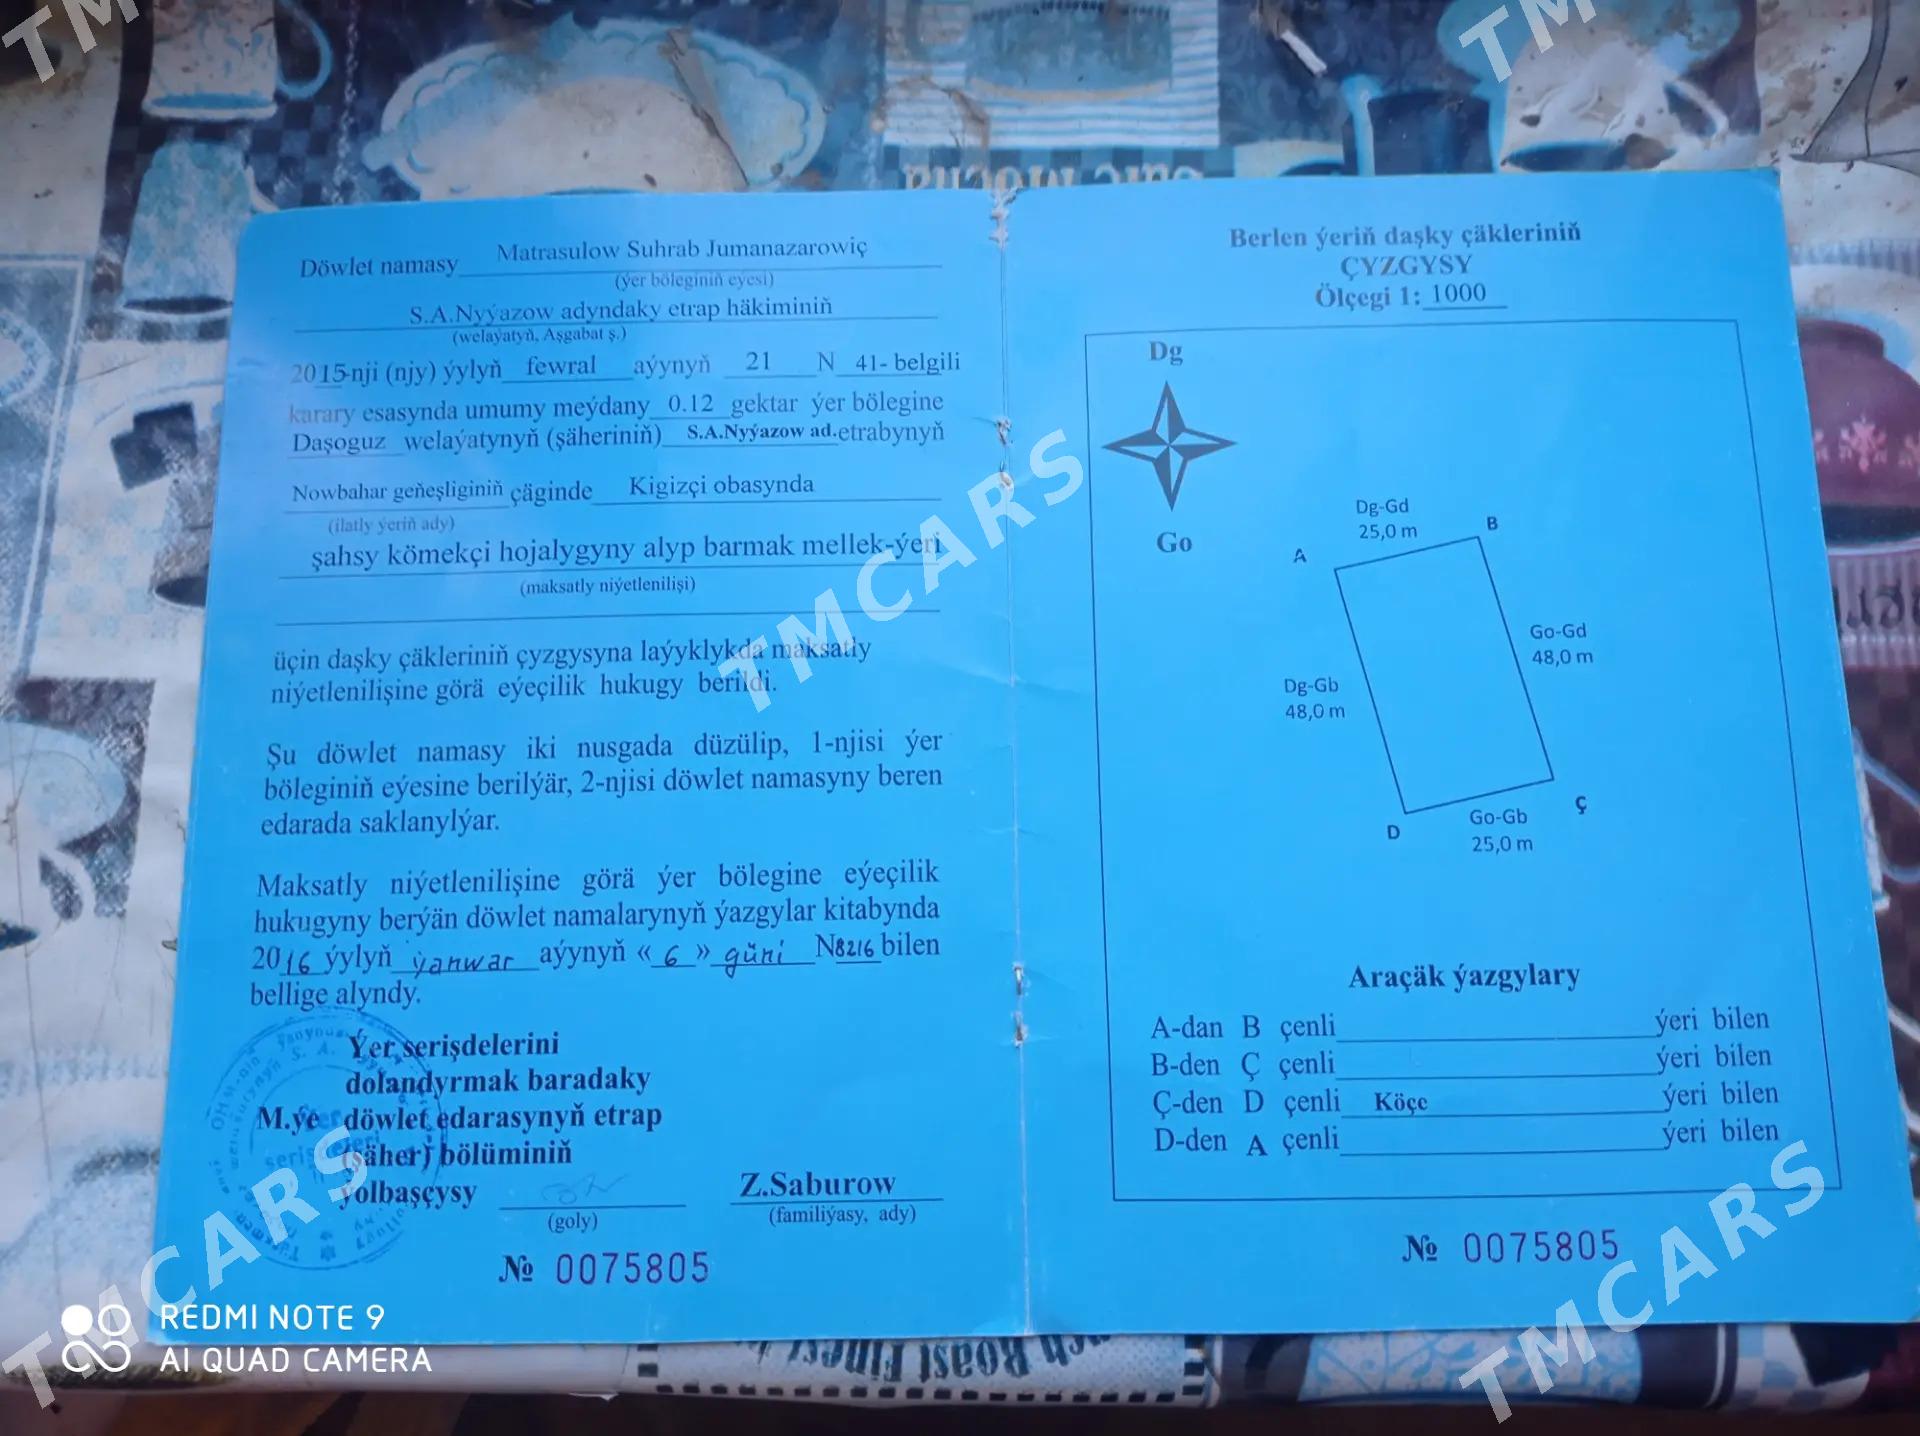 Döwlet namasy Matrasulow Suhrab Jumanazarowiç
(ýer böleginiň eýesi)
S.A.Nyýazow adyndaky etrap häkiminiň
(welaýatyň, Aşgabat ş.)
2015-nji (njy) ýylyň fewral aýynyň 21 N 41- belgili
karary esasynda umumy meýdany 0.12 gektar ýer bölegine
Daşoguz welaýatynyň (şäheriniň) S.A.Nyýazow ad. etrabynyň
Nowbahar geňeşliginiň çäginde Kigizçi obasynda
(ilatly ýeriň ady)
şahsy kömekçi hojalygyny alyp barmak mellek-ýeri
(maksatly niýetlenilişi)
üçin daşky çäkleriniň çyzgysyna laýyklykda maksatly
niýetlenilişine görä eýeçilik hukugy berildi.
Şu döwlet namasy iki nusgada düzülip, 1-njisi ýer
böleginiň eýesine berilýär, 2-njisi döwlet namasyny beren
edarada saklanylýar.
Maksatly niýetlenilişine görä ýer bölegine eýeçilik
hukugyny berýän döwlet namalarynyň ýazgylar kitabynda
2016 ýylyň ýanwar aýynyň « 6 » güni N8216 bilen
bellige alyndy.
Ýer serişdelerini
dolandyrmak baradaky
M.ýe döwlet edarasynyň etrap
(şäher) bölüminiň
ýolbaşçysy Z.Saburow
(goly) (familiýasy, ady)
№ 0075805
Berlen ýeriň daşky çäkleriniň
ÇYZGYSY
Ölçegi 1: 1000
Dg
Go
Dg-Gd
25,0 m
A
B
Go-Gd
48,0 m
Dg-Gb
48,0 m
Ç
D
Go-Gb
25,0 m
Araçäk ýazgylary
A-dan B çenli ýeri bilen
B-den Ç çenli ýeri bilen
Ç-den D çenli Köçe ýeri bilen
D-den A çenli ýeri bilen
№ 0075805
REDMI NOTE 9
AI QUAD CAMERA
TMCARS
TMCARS
TMCARS
TMCARS